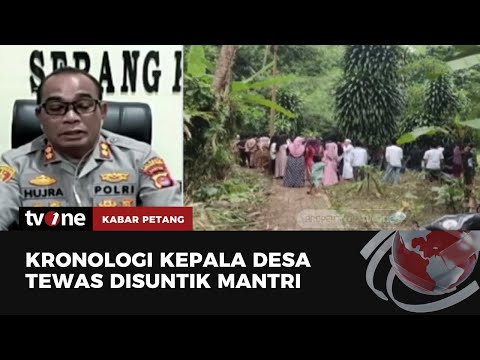 SERANG K
HUJRA
POLRI
tvOne
KABAR PETANG
KRONOLOGI KEPALA DESA
TEWAS DISUNTIK MANTRI